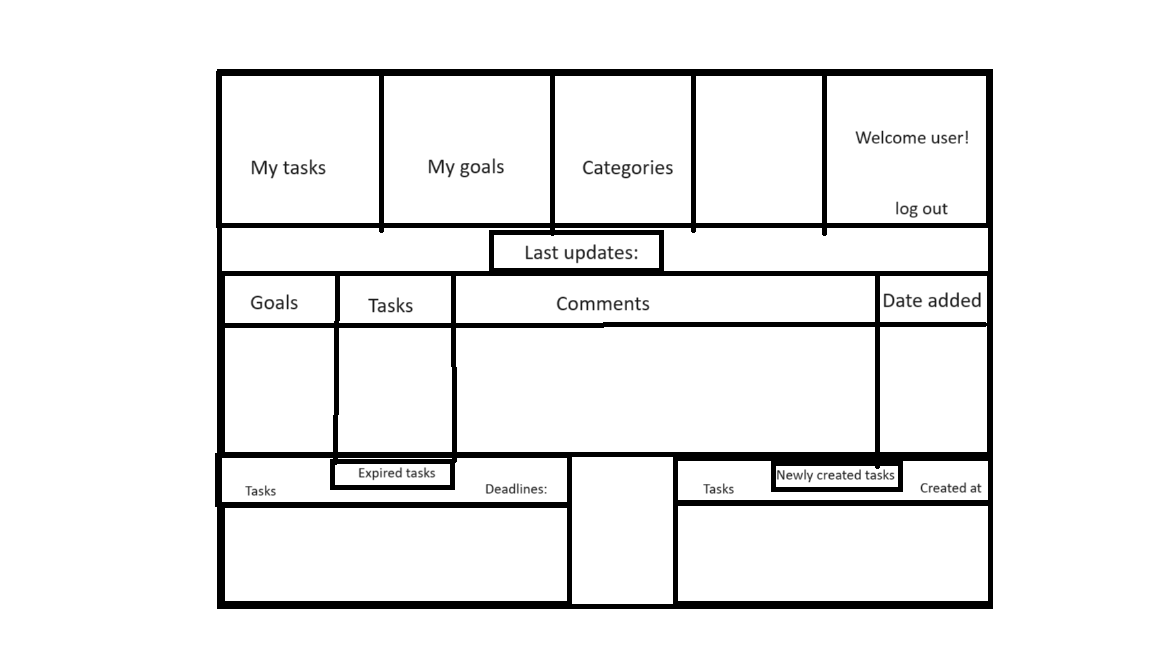 Welcome user!
My tasks
My goals
Categories
log out
Last updates:
Goals
Tasks
Comments
Date added
Expired tasks
Tasks
Deadlines:
Newly created tasks
Tasks
Created at